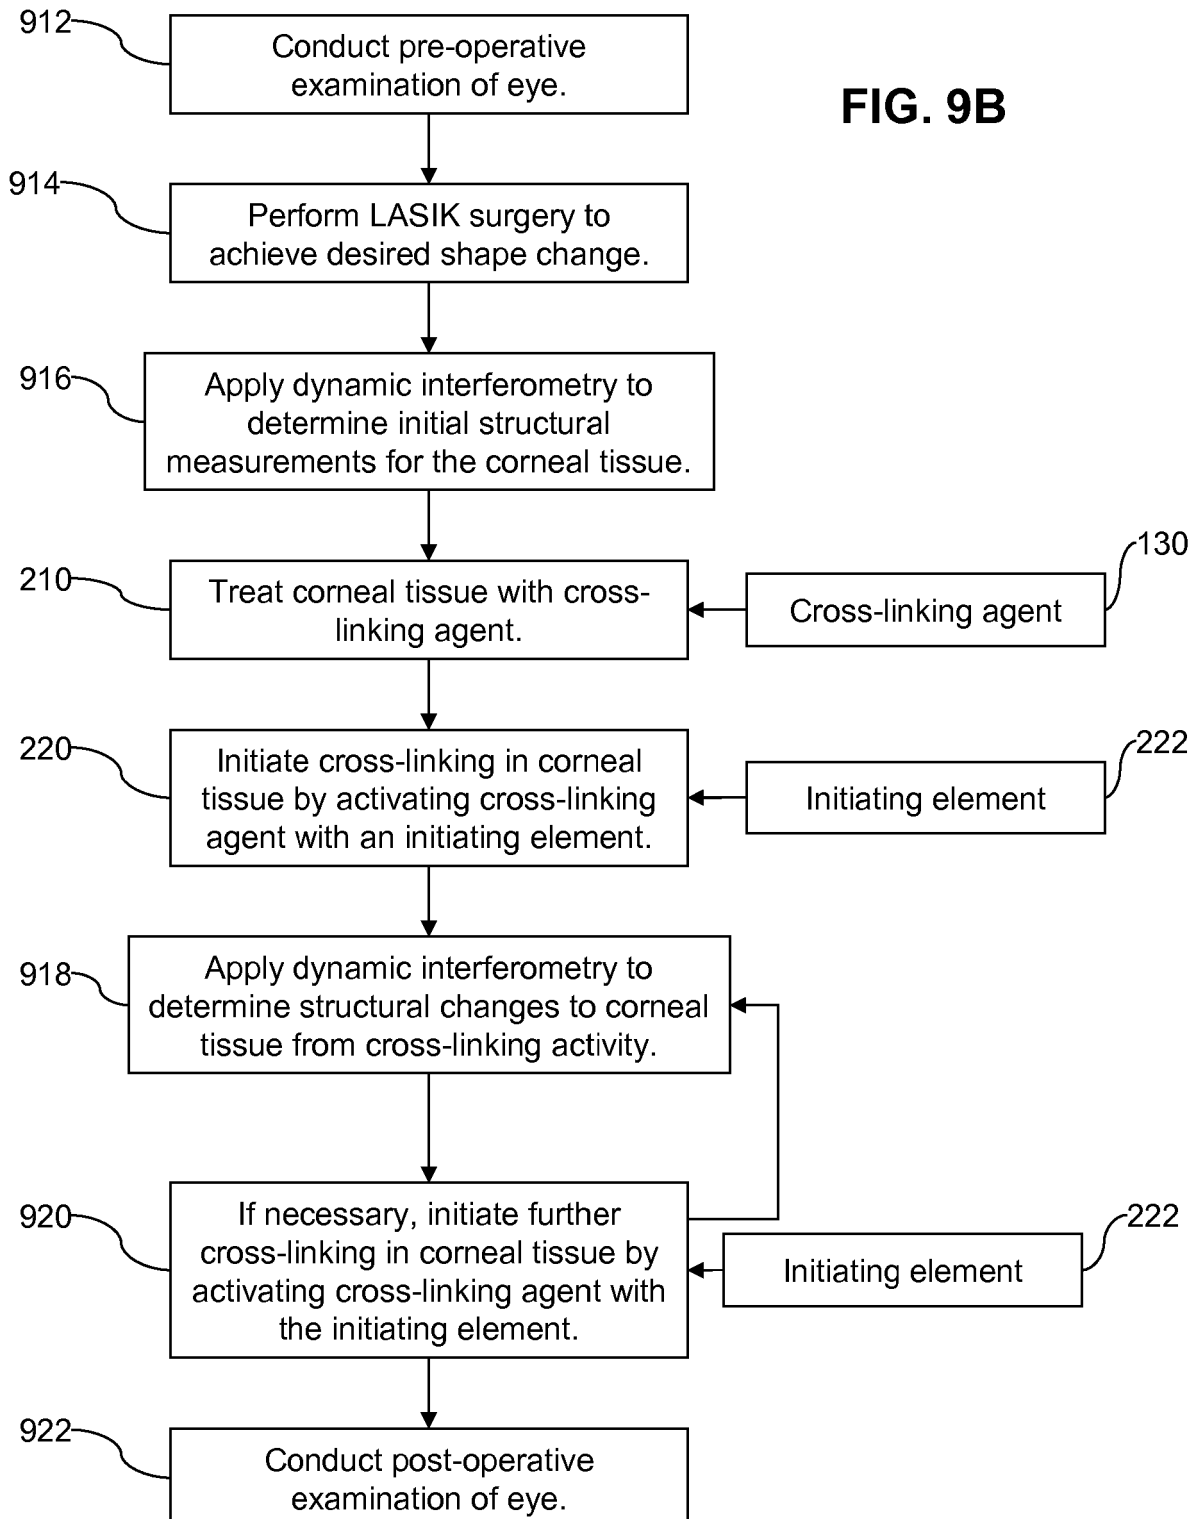 912
Conduct pre-operative
examination of eye.
FIG. 9B
914
Perform LASIK surgery to
achieve desired shape change.
916
Apply dynamic interferometry to
determine initial structural
measurements for the corneal tissue.
130
210
Treat corneal tissue with cross-
linking agent.
Cross-linking agent
222
220
Initiate cross-linking in corneal
tissue by activating cross-linking
agent with an initiating element.
Initiating element
918
Apply dynamic interferometry to
determine structural changes to corneal
tissue from cross-linking activity.
920
If necessary, initiate further
cross-linking in corneal tissue by
activating cross-linking agent with
the initiating element.
222
Initiating element
922
Conduct post-operative
examination of eye.